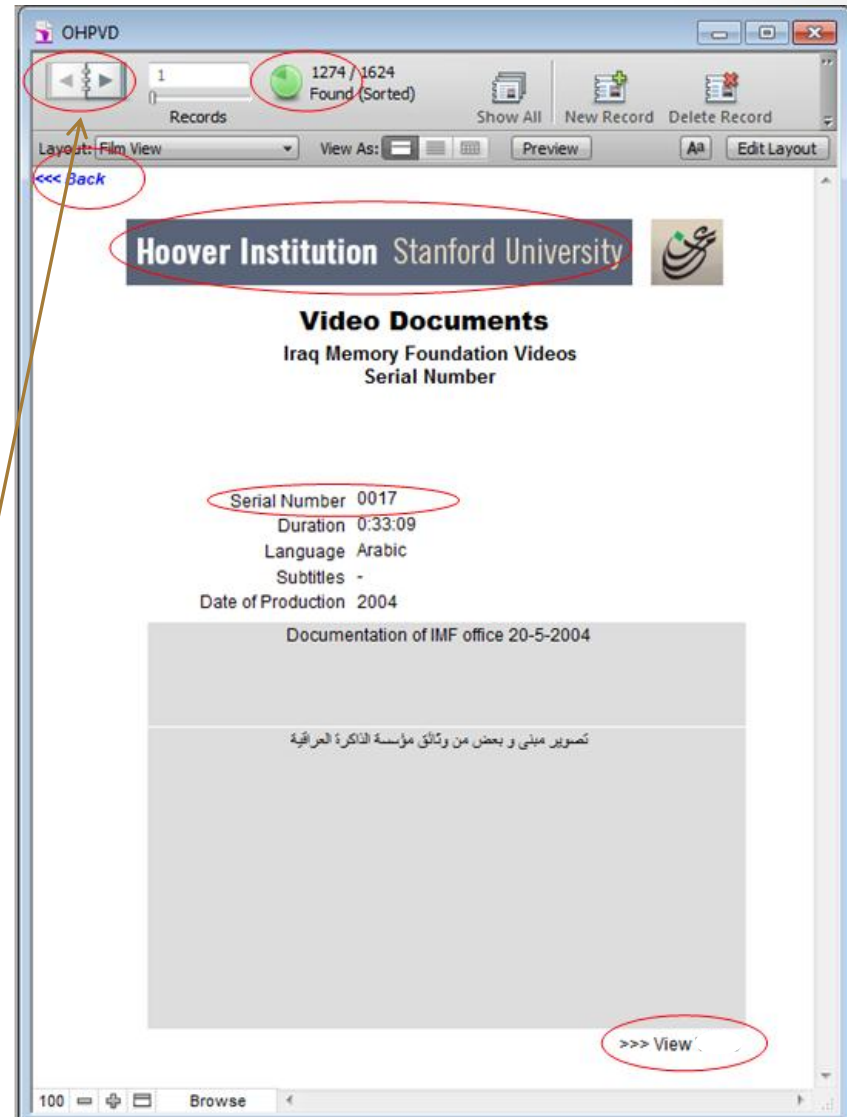 OHPVD
1
1274 / 1624
Found (Sorted)
Records
Show All
New Record
Delete Record
Layout: Film View
View As:
Preview
Aa
Edit Layout
<<< Back
Hoover Institution Stanford University
Video Documents
Iraq Memory Foundation Videos
Serial Number
Serial Number 0017
Duration 0:33:09
Language Arabic
Subtitles -
Date of Production 2004
Documentation of IMF office 20-5-2004
تصوير مبنى و بعض من وثائق مؤسسة الذاكرة العراقية
>>> View
100
Browse